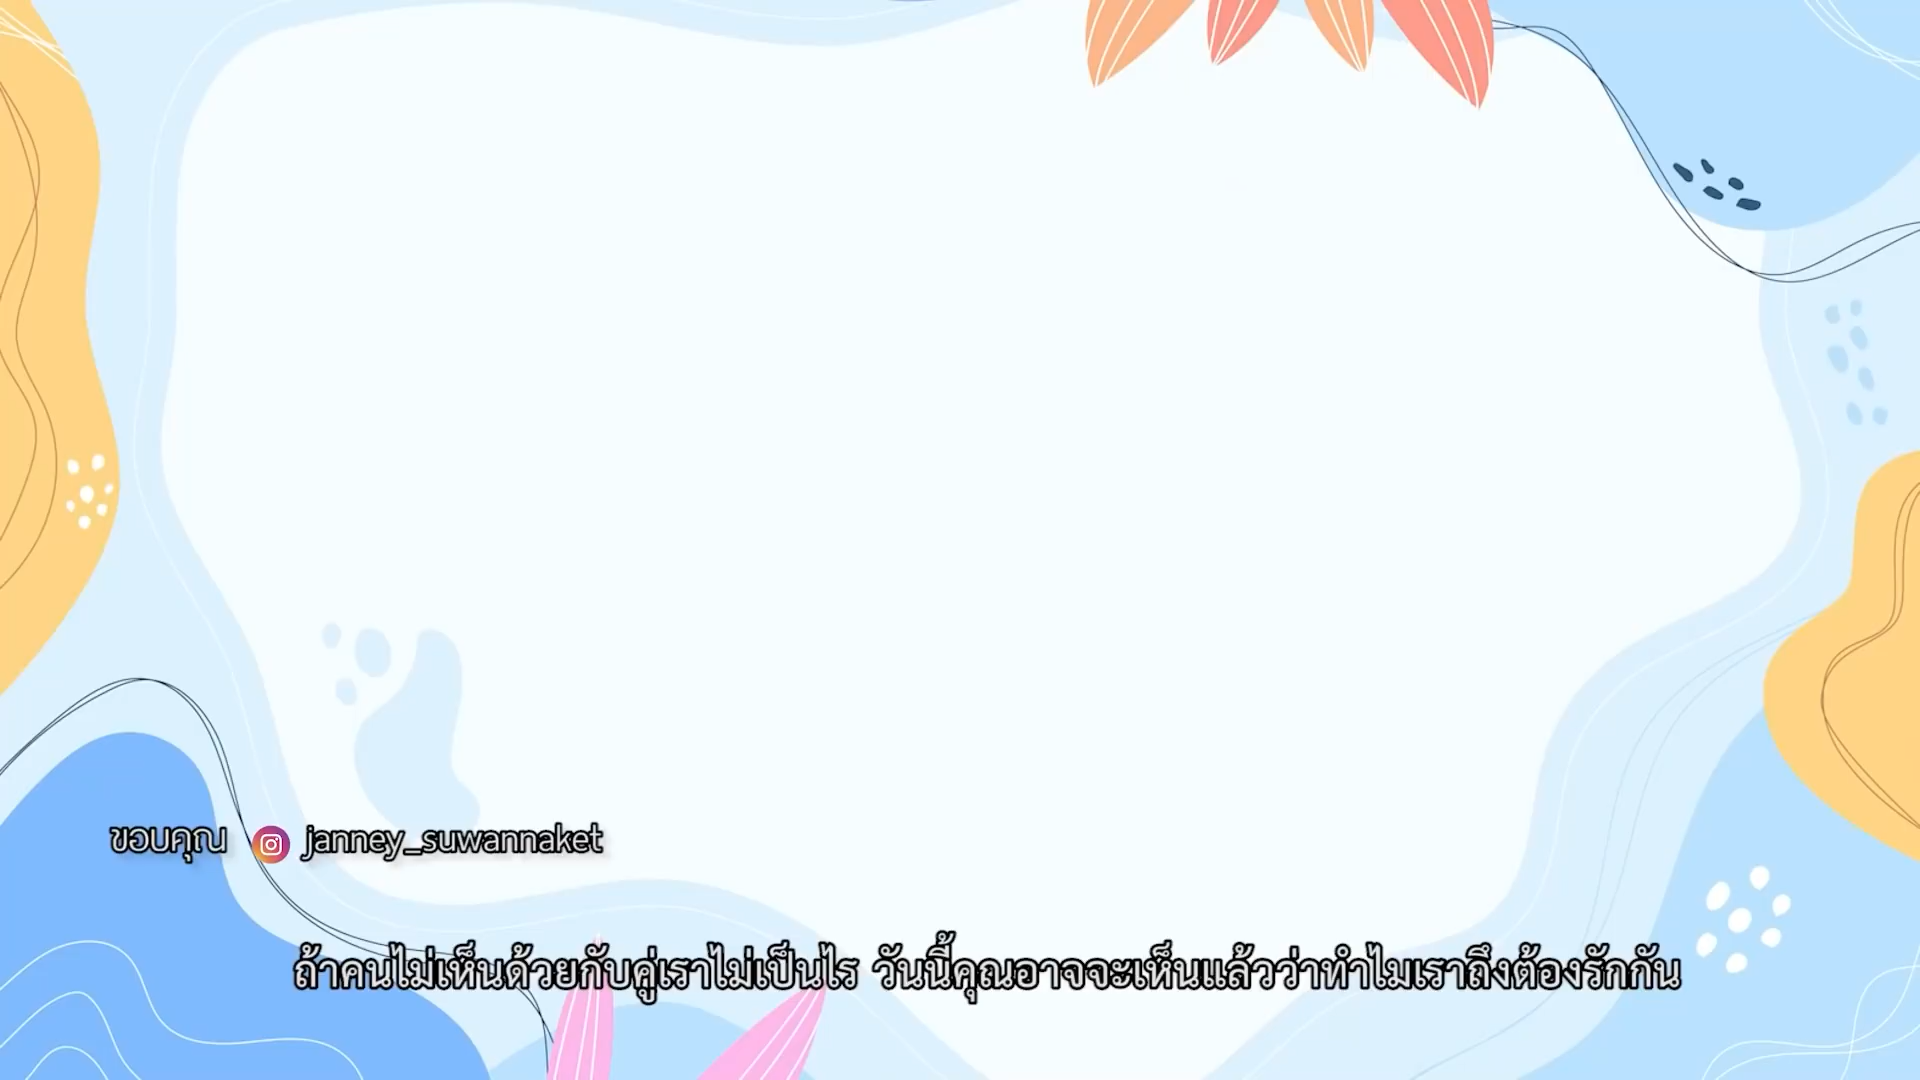 ขอบคุณ janney_suwannaket
ถ้าคนไม่เห็นด้วยกับคู่เราไม่เป็นไร วันนี้คุณอาจจะเห็นแล้วว่าทำไมเราถึงต้องรักกัน